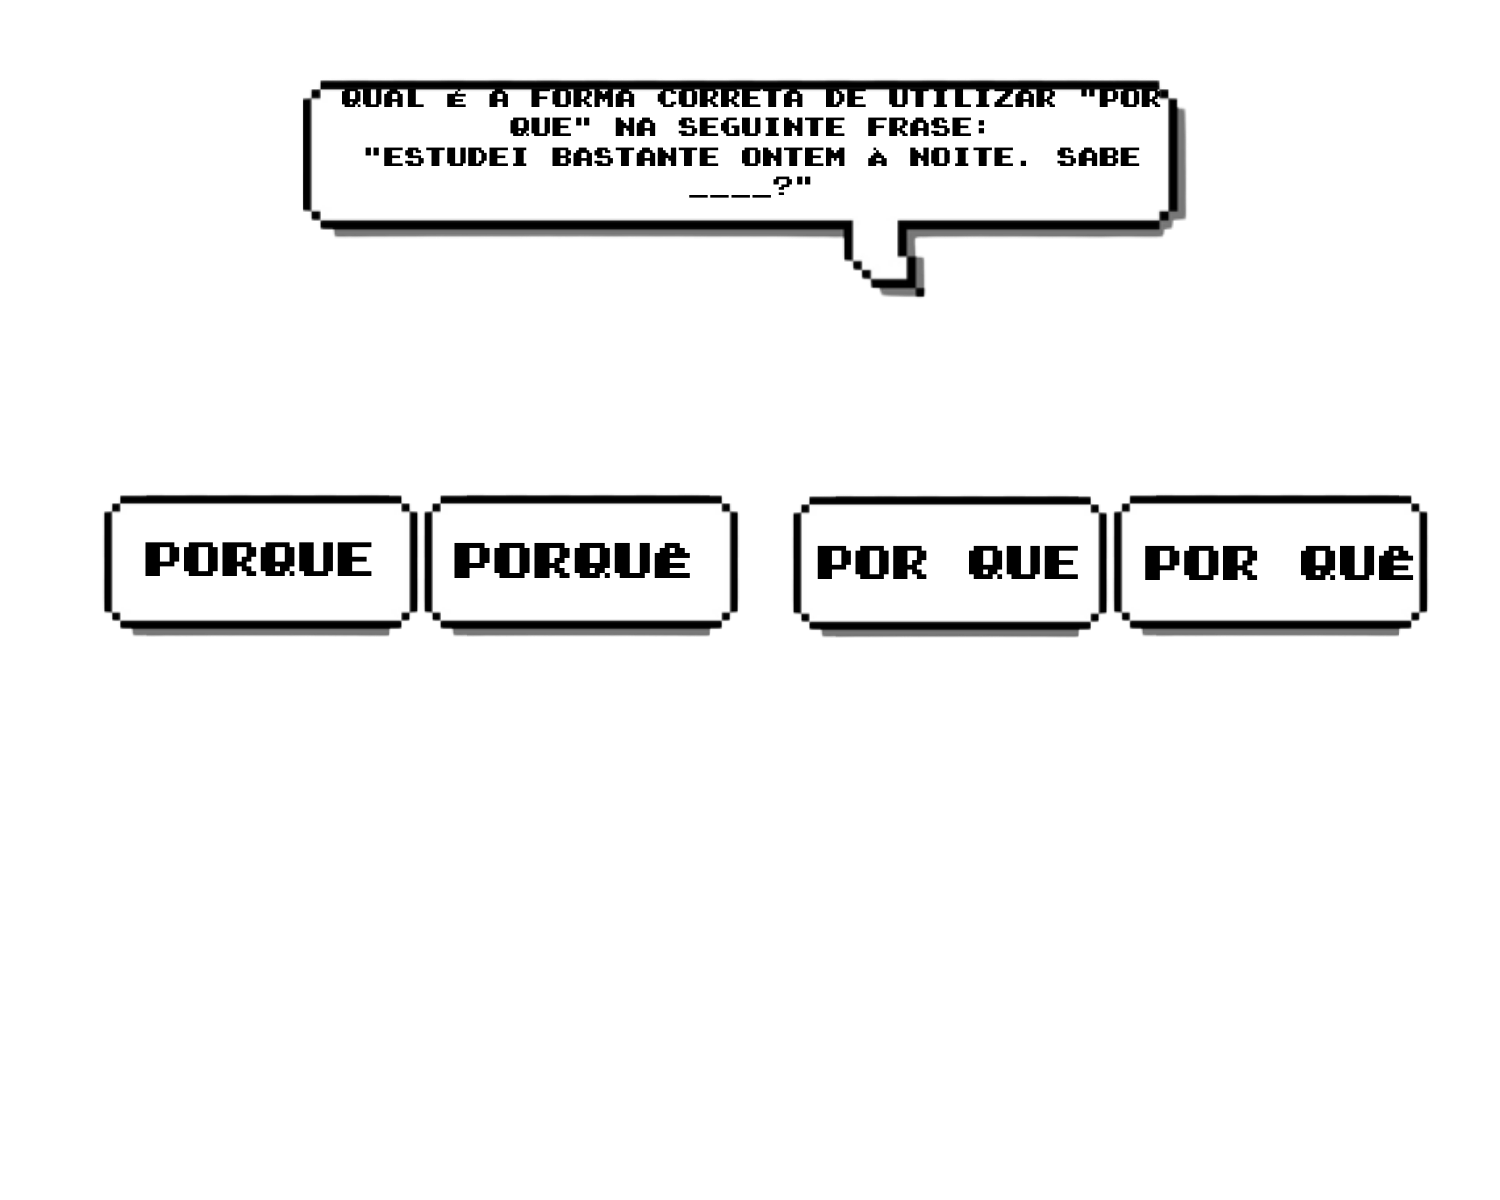 QUAL É A FORMA CORRETA DE UTILIZAR "POR
QUE" NA SEGUINTE FRASE:
"ESTUDEI BASTANTE ONTEM À NOITE. SABE
____?"
PORQUE
PORQUÊ
POR QUE
POR QUÊ